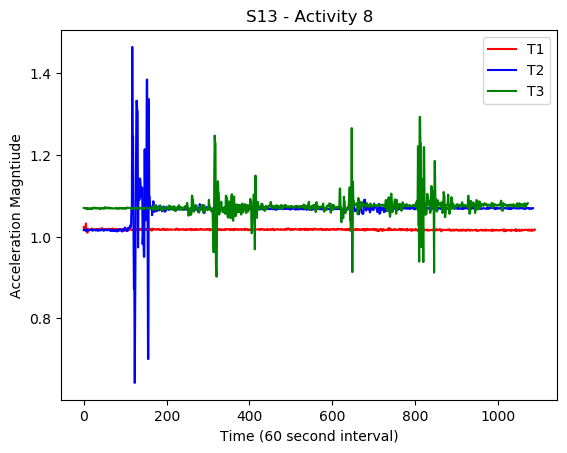 S13 - Activity 8
T1
T2
T3
Acceleration Magntiude
1.4
1.2
1.0
0.8
0
200
400
600
800
1000
Time (60 second interval)